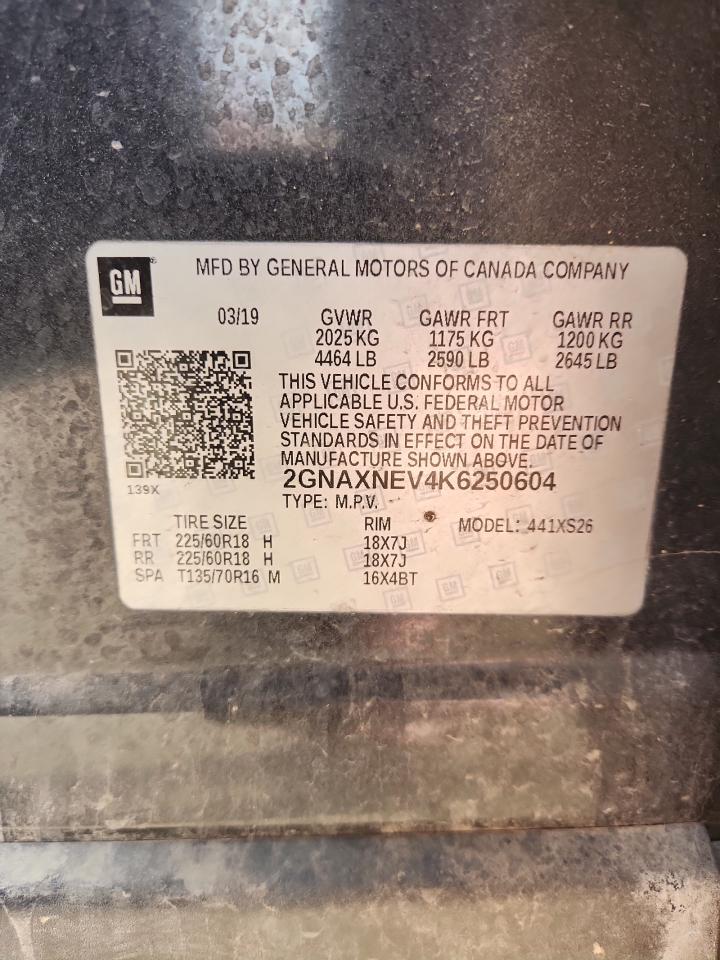 GM
MFD BY GENERAL MOTORS OF CANADA COMPANY
03/19 GVWR GAWR FRT GAWR RR
2025 KG 1175 KG 1200 KG
4464 LB 2590 LB 2645 LB
THIS VEHICLE CONFORMS TO ALL
APPLICABLE U.S. FEDERAL MOTOR
VEHICLE SAFETY AND THEFT PREVENTION
STANDARDS IN EFFECT ON THE DATE OF
MANUFACTURE SHOWN ABOVE.
2GNAXNEV4K6250604
139X
TYPE: M.P.V.
TIRE SIZE RIM MODEL: 441XS26
FRT 225/60R18 H 18X7J
RR 225/60R18 H 18X7J
SPA T135/70R16 M 16X4BT